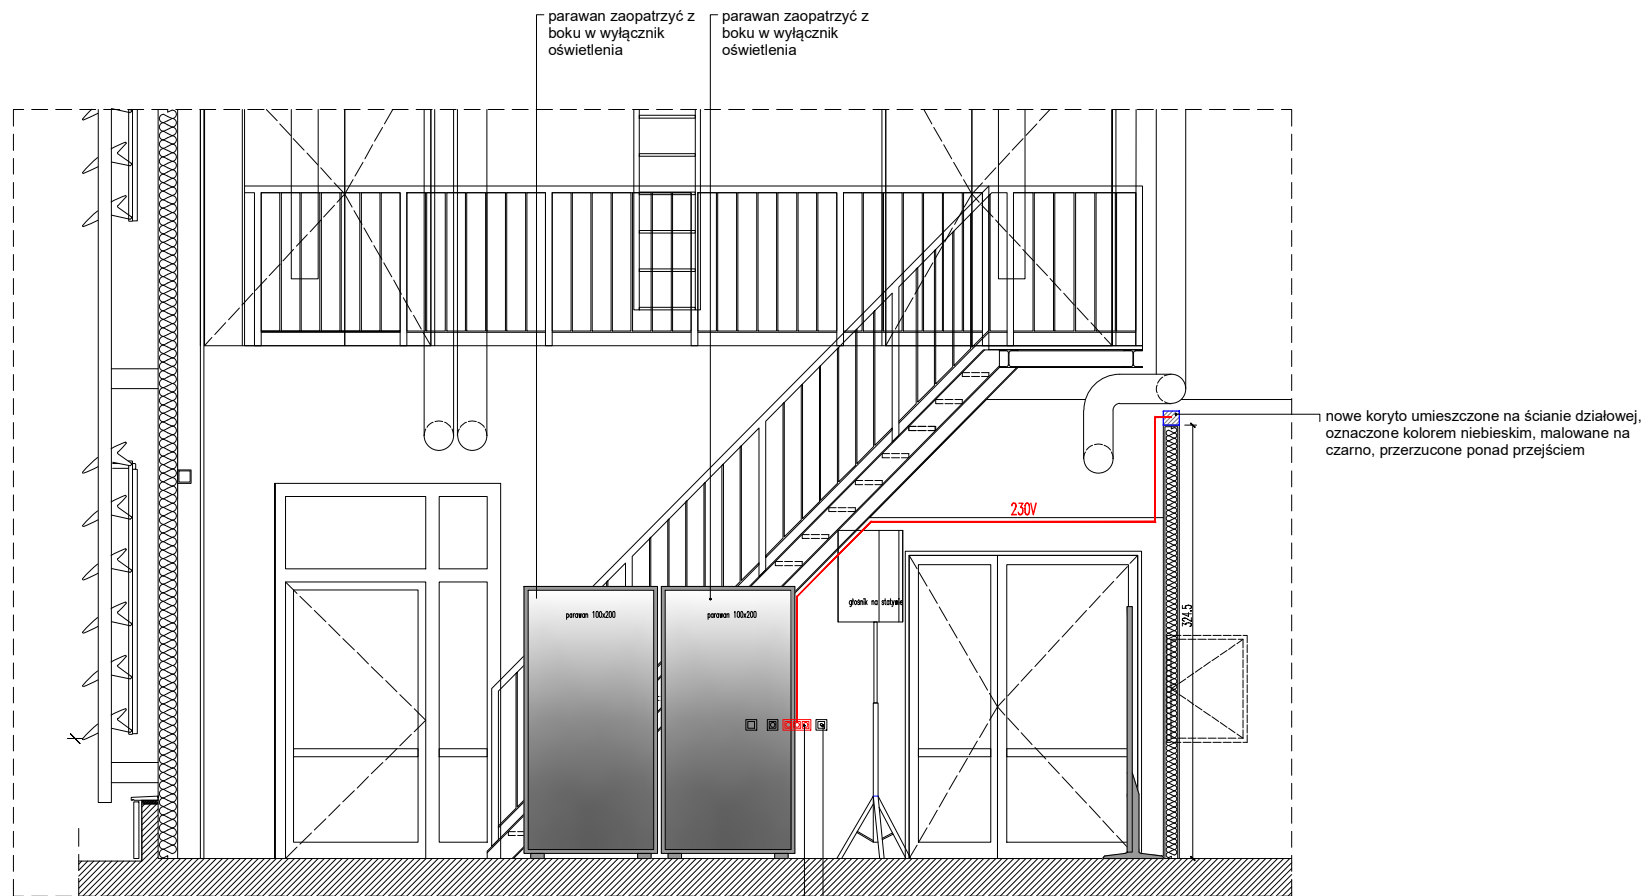 parawan zaopatrzyć z
boku w wyłącznik
oświetlenia
parawan zaopatrzyć z
boku w wyłącznik
oświetlenia
nowe koryto umieszczone na ścianie działowej,
oznaczone kolorem niebieskim, malowane na
czarno, przerzucone ponad przejściem
230V
głośnik na statywie
parawan 100x200
parawan 100x200
324.5